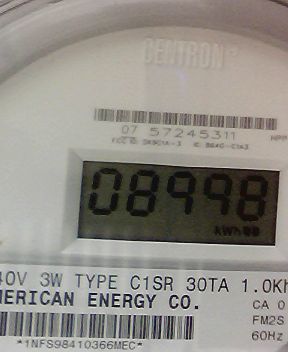 CENTRON
07 57245311
08998
kWh
40V 3W TYPE C1SR 30TA 1.0Kh
MERICAN ENERGY CO.
CA 0
FM2S
60Hz
*1NFS98410366MEC*